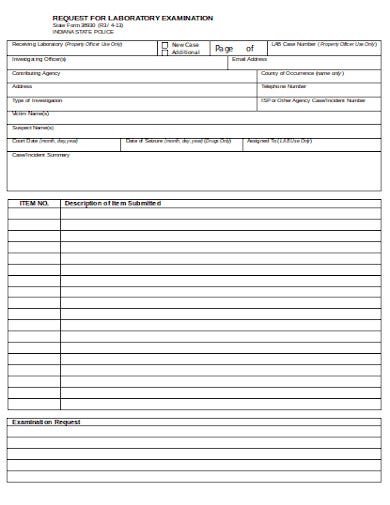 REQUEST FOR LABORATORY EXAMINATION
State Form 36930 (R3 / 4-13)
INDIANA STATE POLICE
Receiving Laboratory (Property Officer Use Only)
New Case
Additional
Page of
LAB Case Number (Property Officer Use Only)
Investigating Officer(s)
Email Address
Contributing Agency
County of Occurrence (name only)
Address
Telephone Number
Type of Investigation
ISP or Other Agency Case/Incident Number
Victim Name(s)
Suspect Name(s)
Court Date (month, day, year)
Date of Seizure (month, day, year) (Drugs Only)
Assigned To (LAB Use Only)
Case/Incident Summary
ITEM NO.
Description of Item Submitted
Examination Request